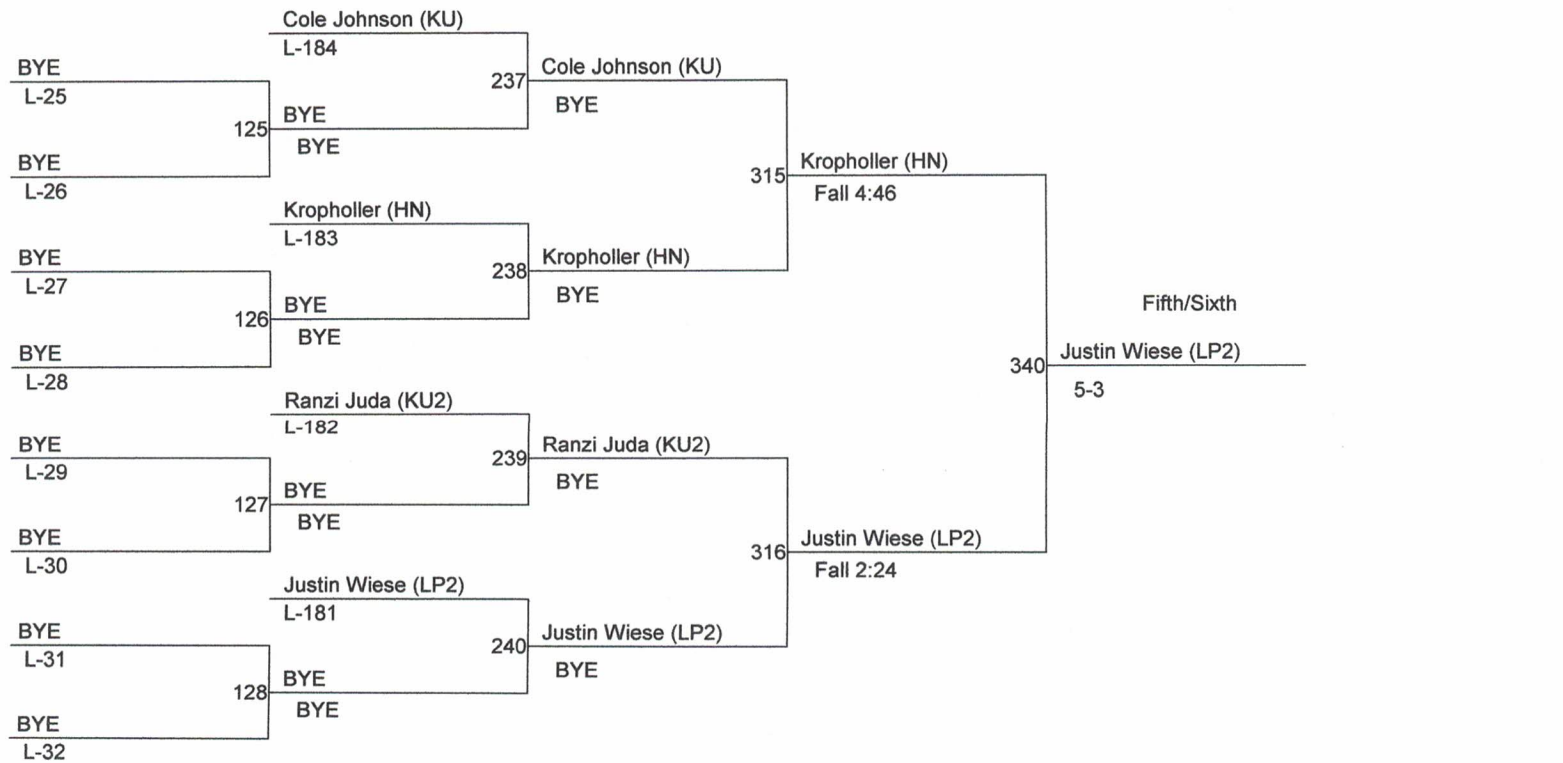 BYE
L-25
125
BYE
L-26
BYE
L-27
126
BYE
L-28
BYE
L-29
127
BYE
L-30
BYE
L-31
128
BYE
L-32
Cole Johnson (KU)
L-184
237
BYE
BYE
Kropholler (HN)
L-183
238
BYE
BYE
Ranzi Juda (KU2)
L-182
239
BYE
BYE
Justin Wiese (LP2)
L-181
240
BYE
BYE
Cole Johnson (KU)
BYE
315
Kropholler (HN)
BYE
Ranzi Juda (KU2)
BYE
316
Justin Wiese (LP2)
BYE
Kropholler (HN)
Fall 4:46
340
Justin Wiese (LP2)
Fall 2:24
Fifth/Sixth
Justin Wiese (LP2)
5-3